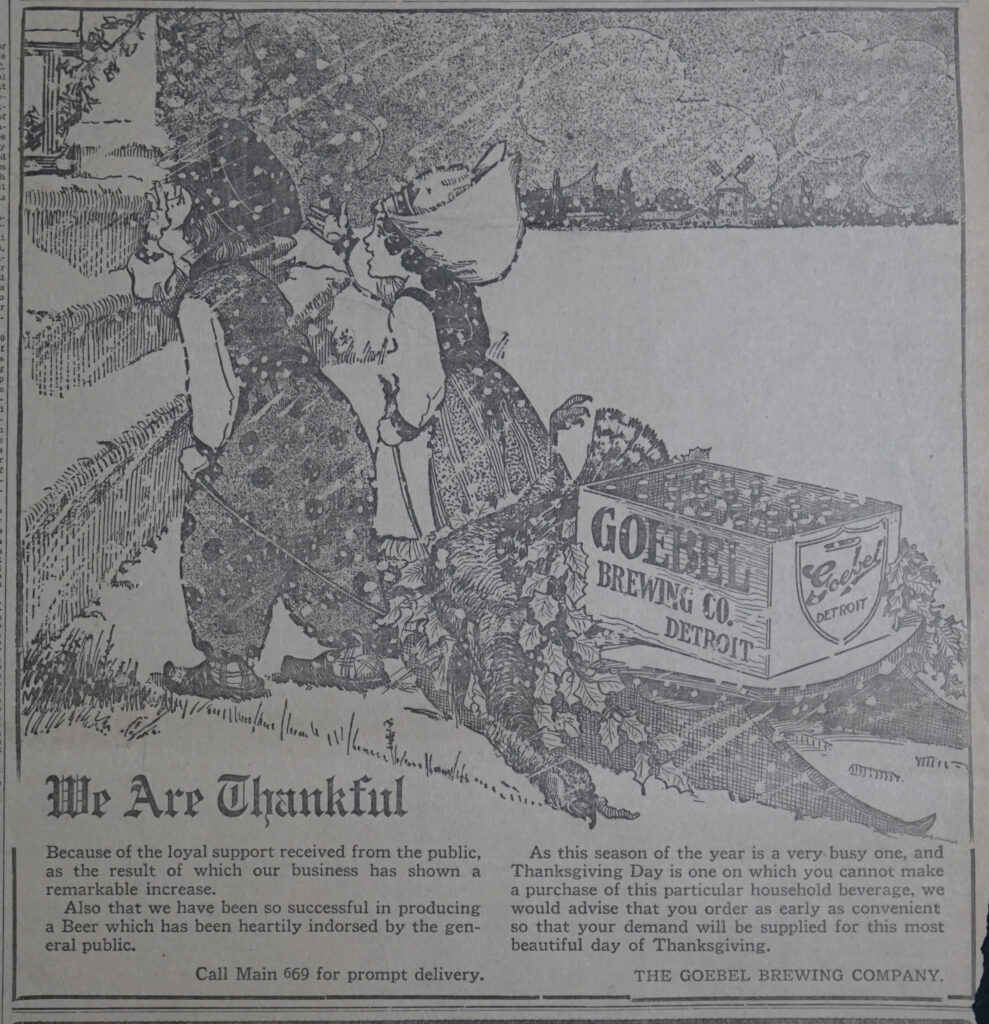 GOEBEL
BREWING CO.
DETROIT
Goebel
DETROIT
We Are Thankful
Because of the loyal support received from the public,
as the result of which our business has shown a
remarkable increase.
Also that we have been so successful in producing
a Beer which has been heartily indorsed by the gen-
eral public.
Call Main 669 for prompt delivery.
As this season of the year is a very busy one, and
Thanksgiving Day is one on which you cannot make
a purchase of this particular household beverage, we
would advise that you order as early as convenient
so that your demand will be supplied for this most
beautiful day of Thanksgiving.
THE GOEBEL BREWING COMPANY.